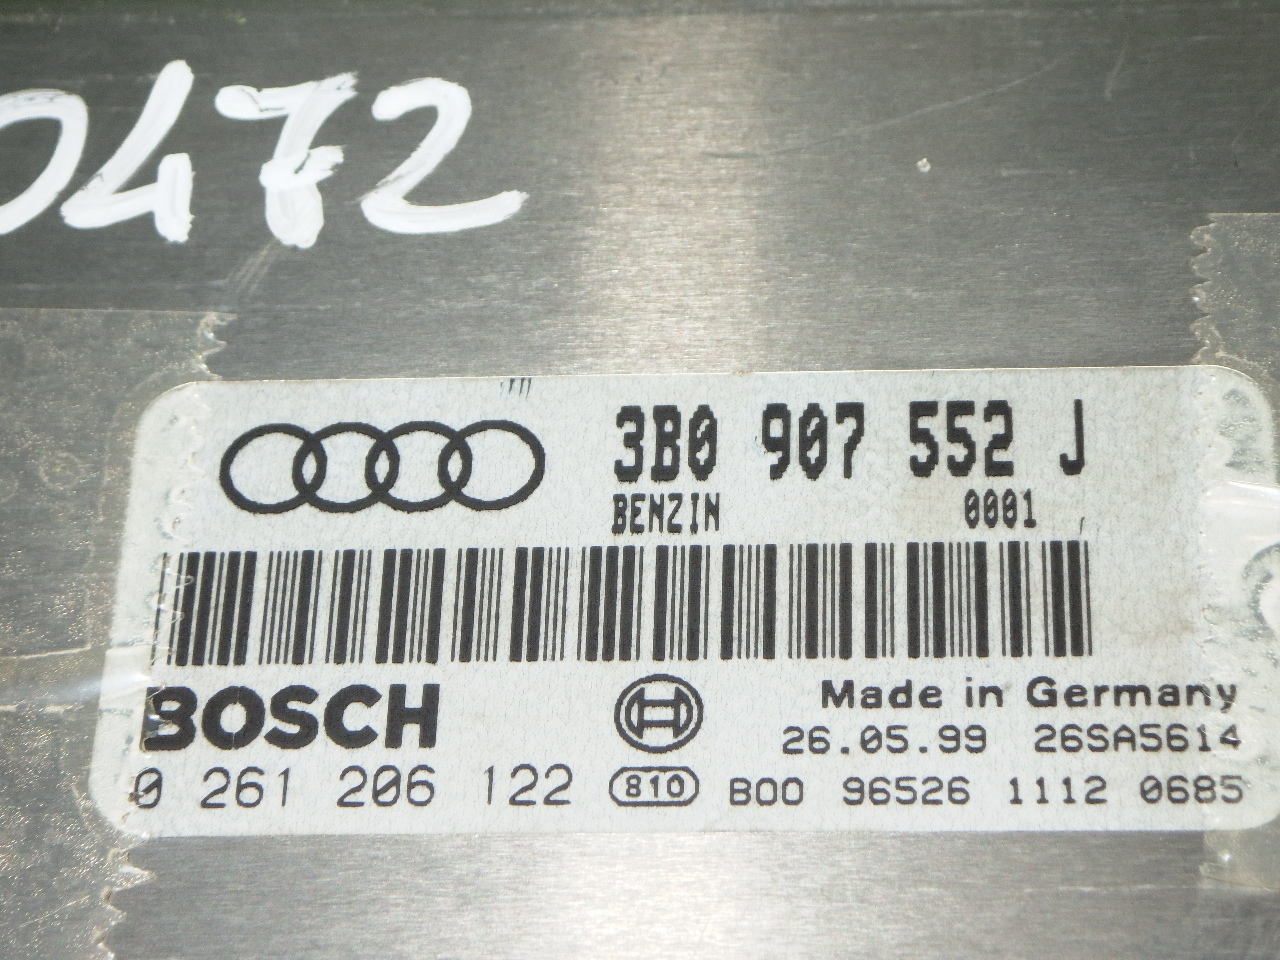 0472
3B0 907 552 J
BENZIN 0001
BOSCH
Made in Germany
26.05.99 26SA5614
0 261 206 122 810 B00 96526 1112 0685